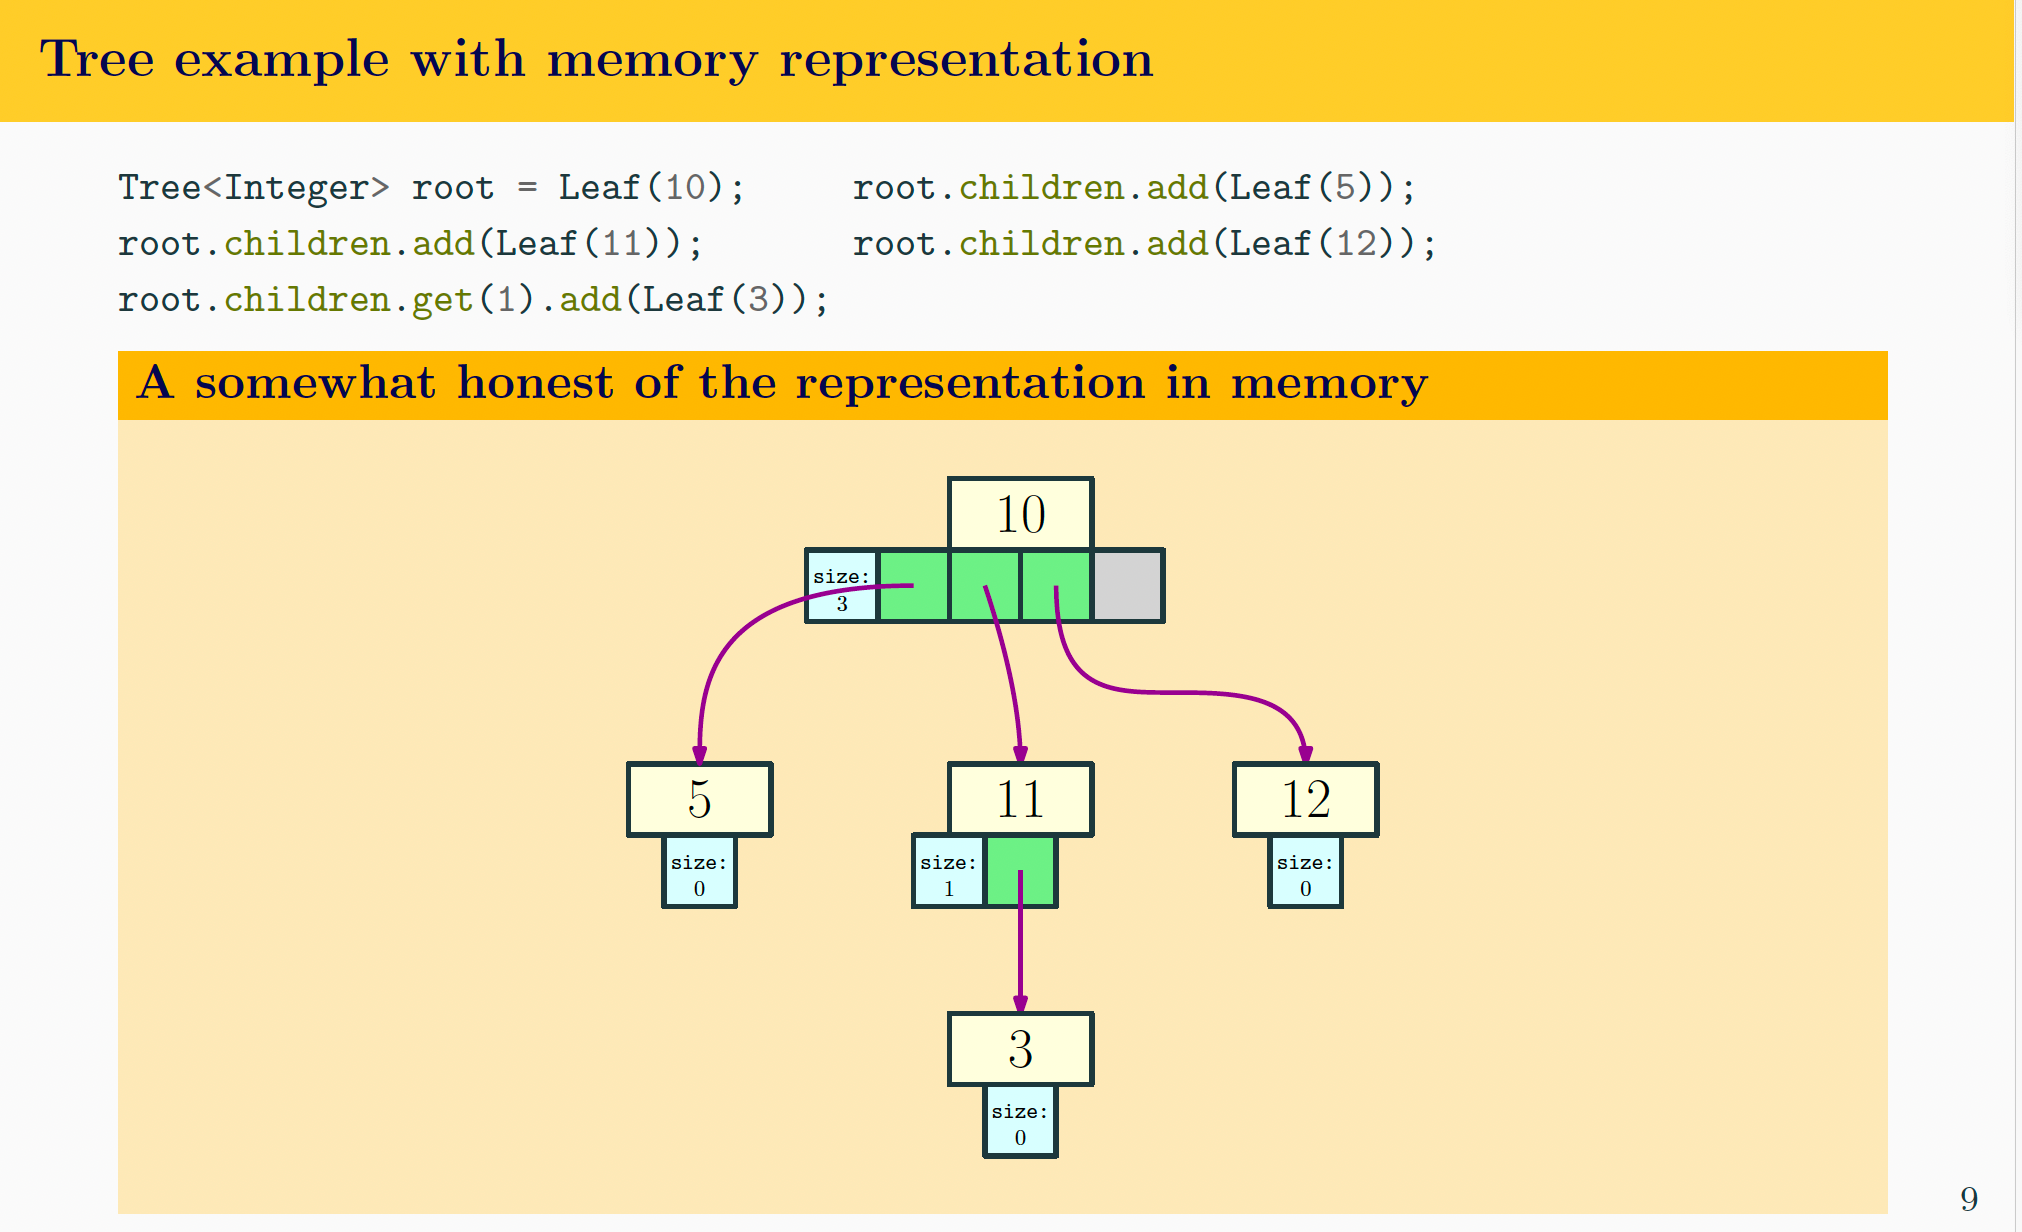 Tree example with memory representation
Tree<Integer> root = Leaf(10); root.children.add(Leaf(5));
root.children.add(Leaf(11)); root.children.add(Leaf(12));
root.children.get(1).add(Leaf(3));
A somewhat honest of the representation in memory
10
size:
3
5
11
12
size:
0
size:
1
size:
0
3
size:
0
9